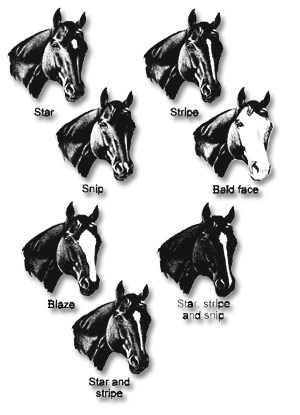 Star
Stripe
Snip
Bald face
Blaze
Star, stripe
and snip
Star and
stripe